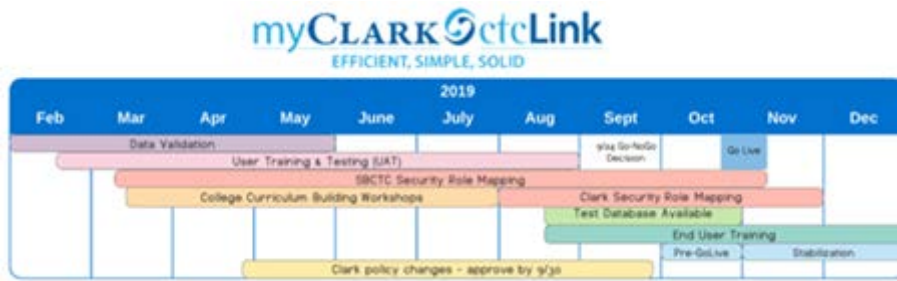 myCLARK ctcLink
EFFICIENT, SIMPLE, SOLID
2019
Feb Mar Apr May June July Aug Sept Oct Nov Dec
Data Validation
9/24 Go-NoGo
Decision
Go Live
User Training & Testing (UAT)
SBCTC Security Role Mapping
College Curriculum Building Workshops
Clark Security Role Mapping
Test Database Available
End User Training
Pre-GoLive
Stabilization
Clark policy changes - approve by 9/30